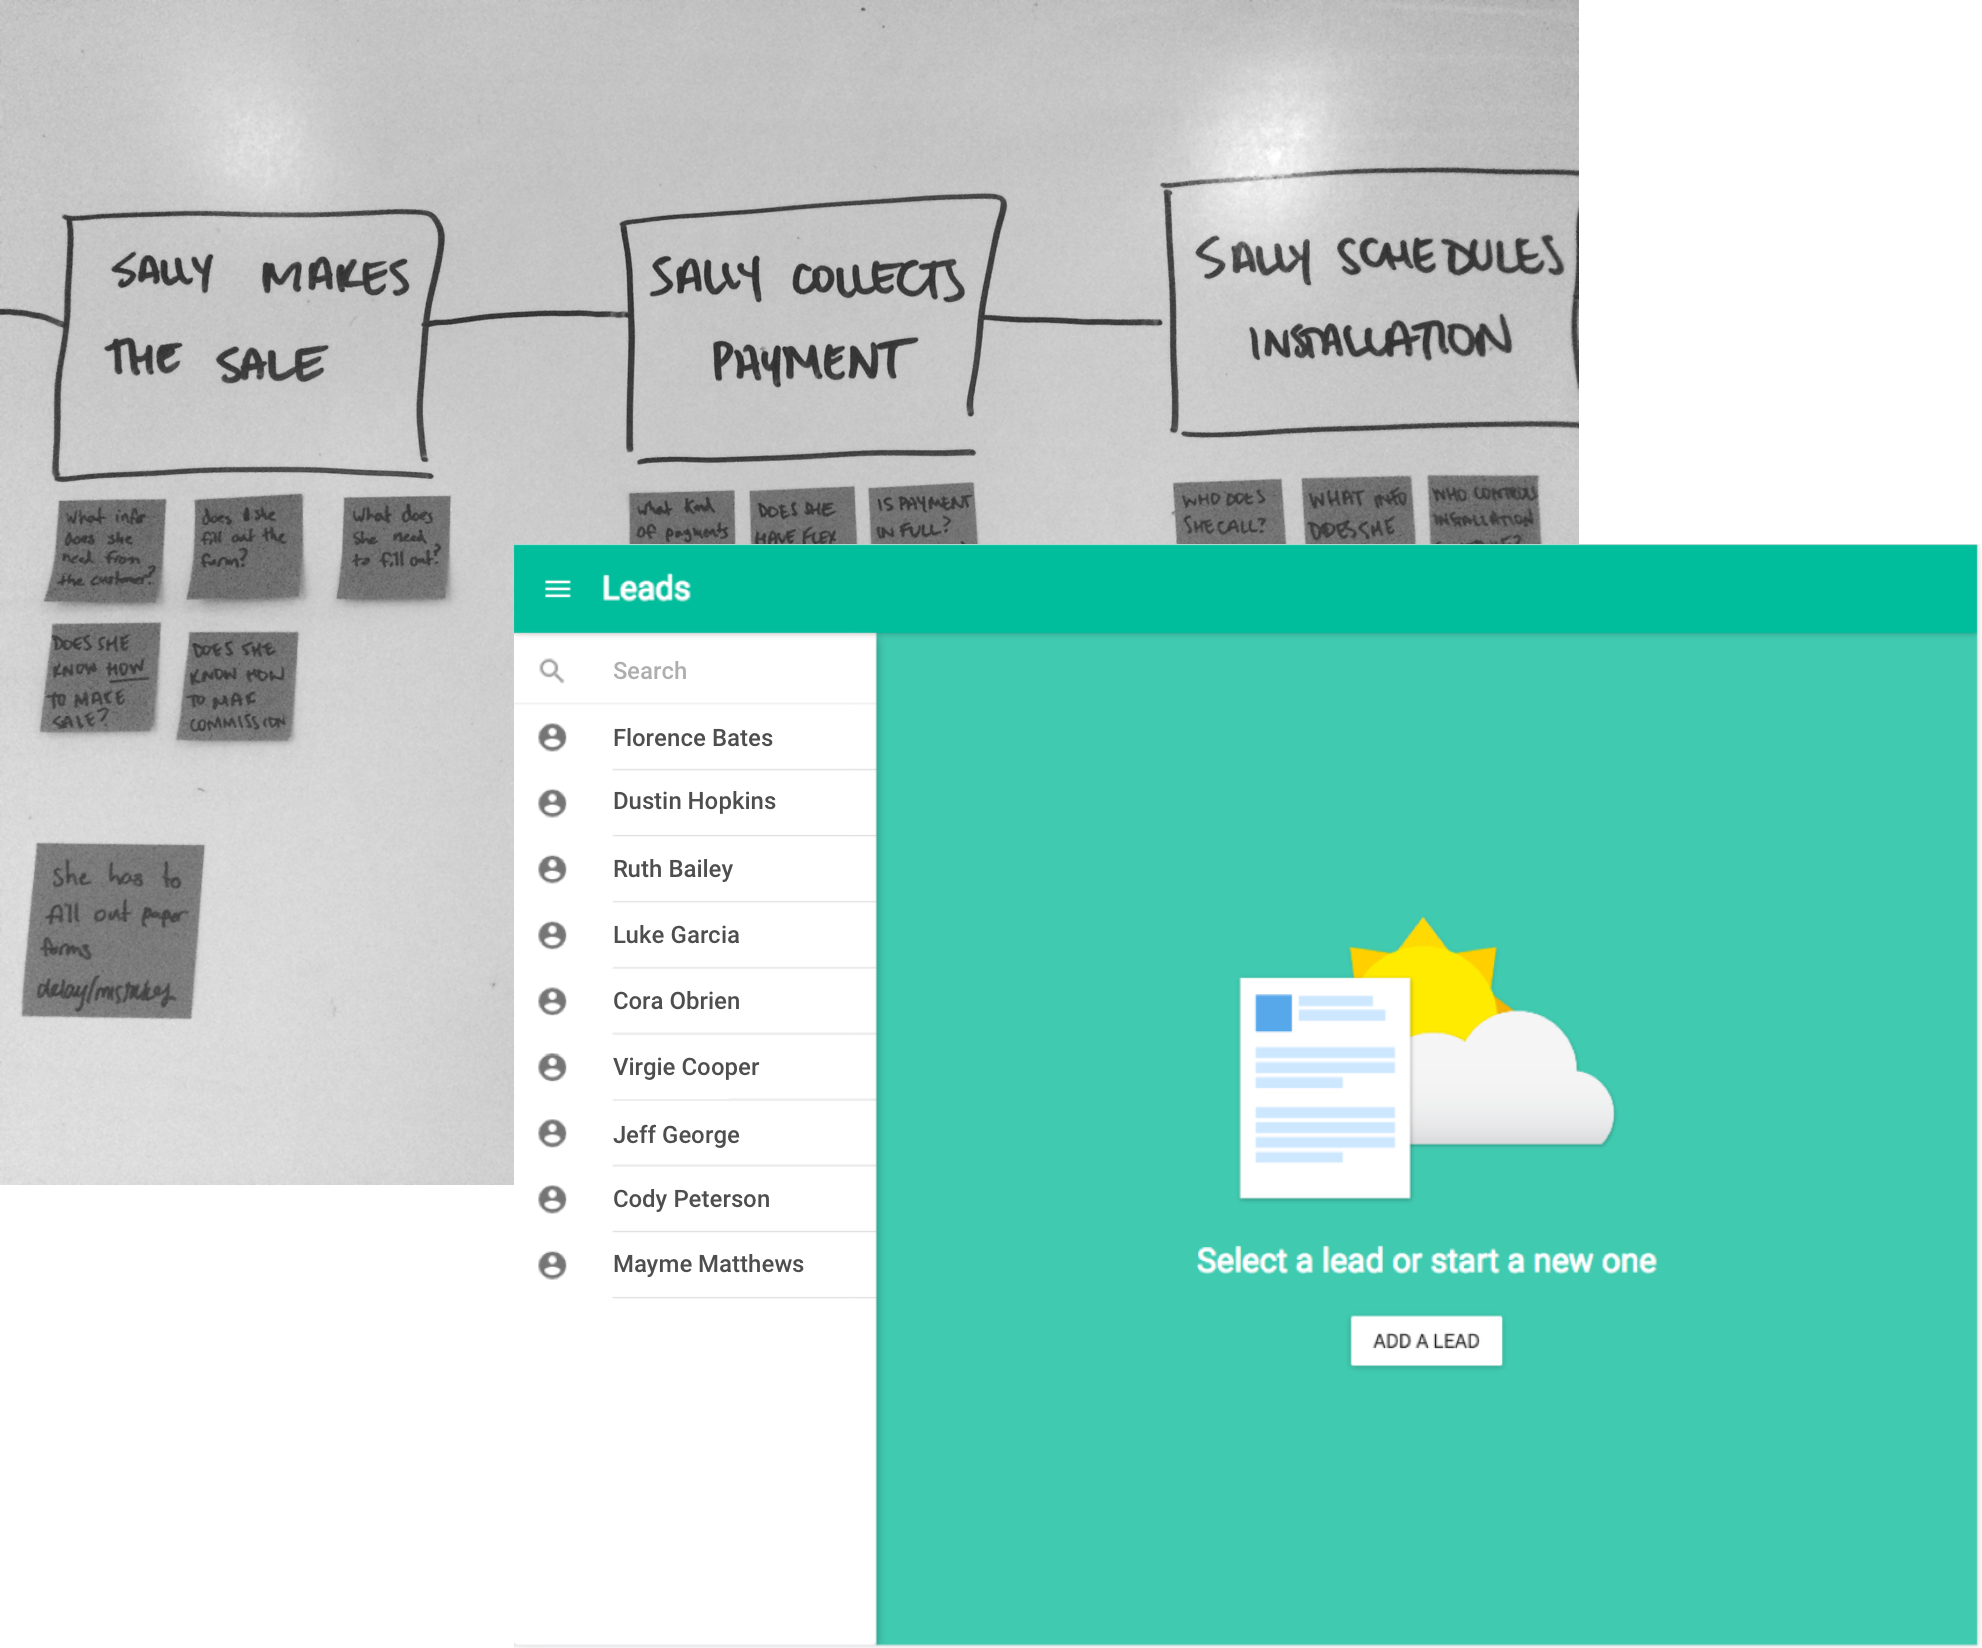 SALLY MAKES
THE SALE
SALLY COLLECTS
PAYMENT
SALLY SCHEDULES
INSTALLATION
What info
does she
need from
the customer?
does she
fill out the
form?
What does
she need
to fill out?
DOES SHE
KNOW HOW
TO MAKE
SALE?
DOES SHE
KNOW HOW
TO MAK
COMMISSION
She has to
fill out paper
forms
delay/mistakes
What kind
of payments
DOES SHE
HAVE FLEX
IS PAYMENT
IN FULL?
WHO DOES
SHE CALL?
WHAT INFO
DOES SHE
WHO CONTROLS
INSTALLATION
Leads
Search
Florence Bates
Dustin Hopkins
Ruth Bailey
Luke Garcia
Cora Obrien
Virgie Cooper
Jeff George
Cody Peterson
Mayme Matthews
Select a lead or start a new one
ADD A LEAD